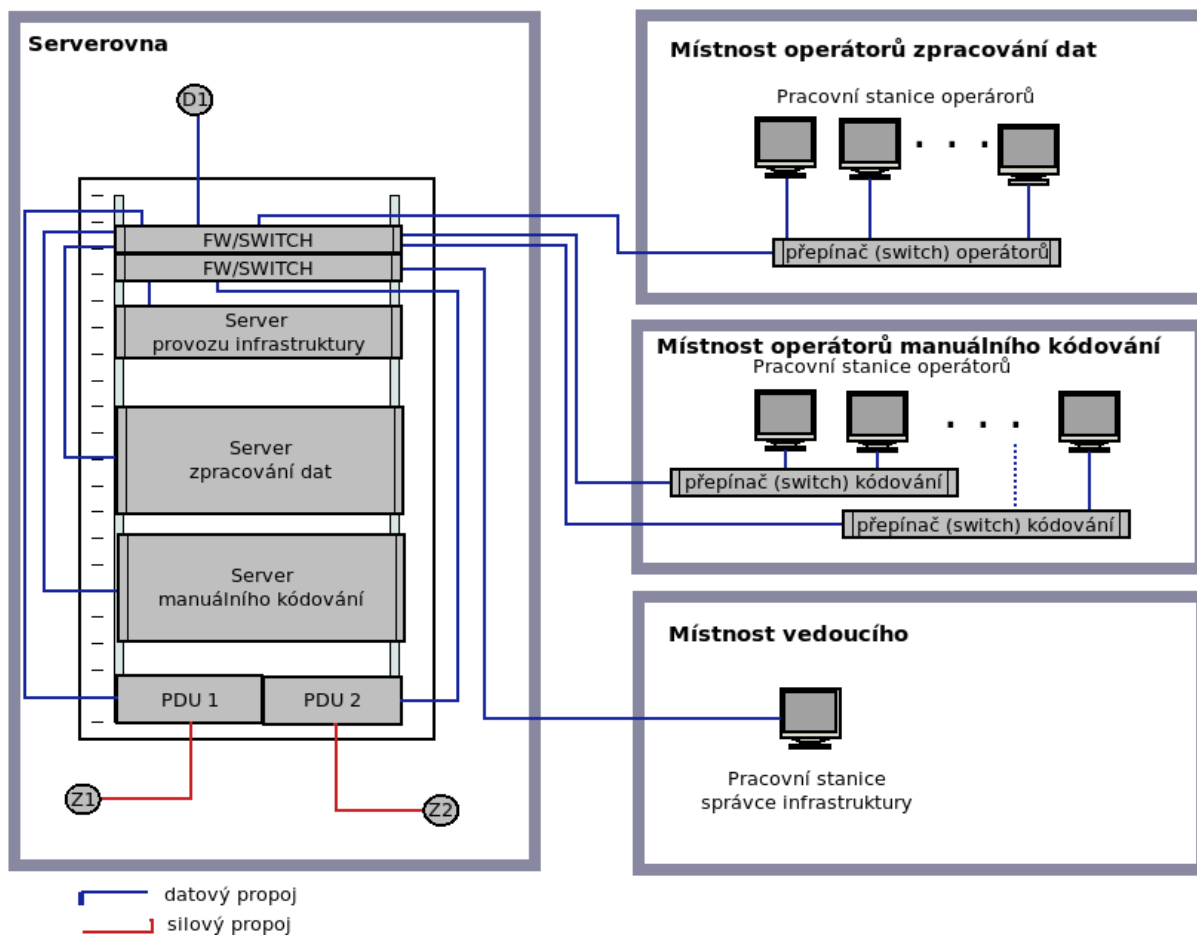 Serverovna
D1
FW/SWITCH
FW/SWITCH
Server
provozu infrastruktury
Server
zpracování dat
Server
manuálního kódování
PDU 1
PDU 2
Z1
Z2
datový propoj
silový propoj
Místnost operátorů zpracování dat
Pracovní stanice operárorů
přepínač (switch) operátorů
Místnost operátorů manuálního kódování
Pracovní stanice operátorů
přepínač (switch) kódování
přepínač (switch) kódování
Místnost vedoucího
Pracovní stanice
správce infrastruktury